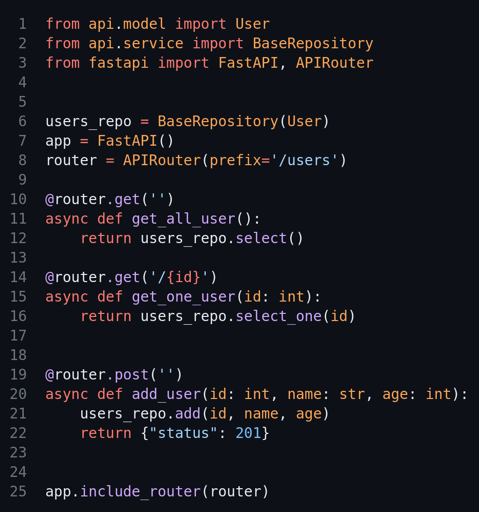 1 from api.model import User
2 from api.service import BaseRepository
3 from fastapi import FastAPI, APIRouter
4
5
6 users_repo = BaseRepository(User)
7 app = FastAPI()
8 router = APIRouter(prefix='/users')
9
10 @router.get('')
11 async def get_all_user():
12     return users_repo.select()
13
14 @router.get('/{id}')
15 async def get_one_user(id: int):
16     return users_repo.select_one(id)
17
18
19 @router.post('')
20 async def add_user(id: int, name: str, age: int):
21     users_repo.add(id, name, age)
22     return {"status": 201}
23
24
25 app.include_router(router)